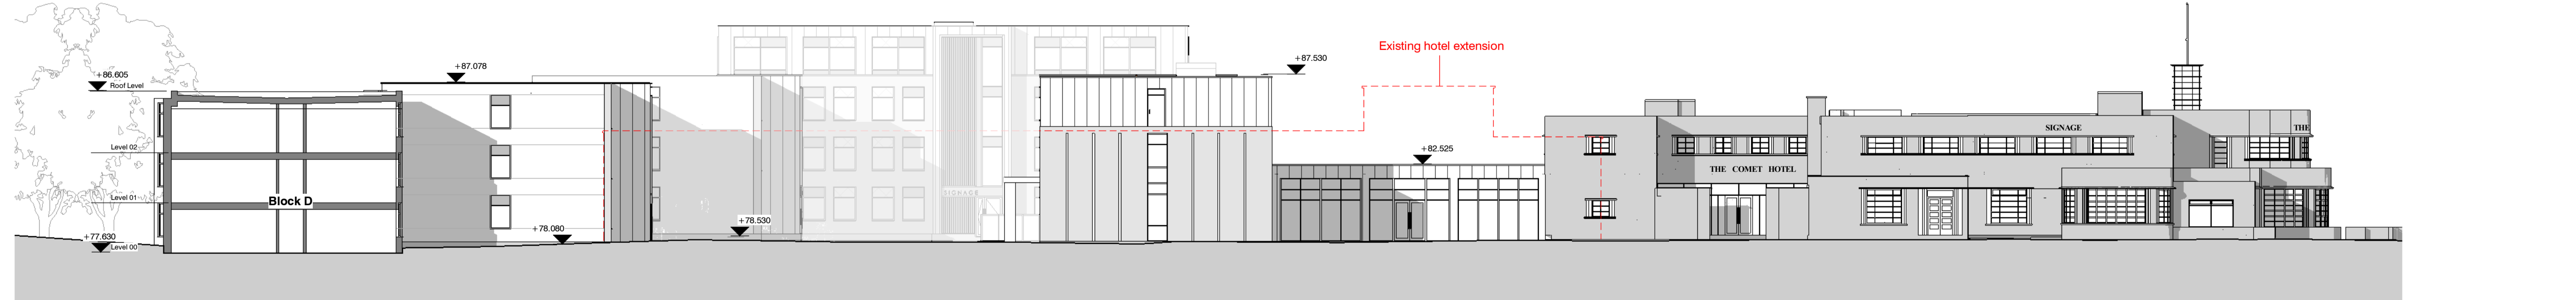 Existing hotel extension
+87.530
+87.078
+86.605
Roof Level
SIGNAGE
THE
+82.525
Level 02
THE COMET HOTEL
SIGNAGE
Level 01
Block D
+78.530
+78.080
+77.630
Level 00